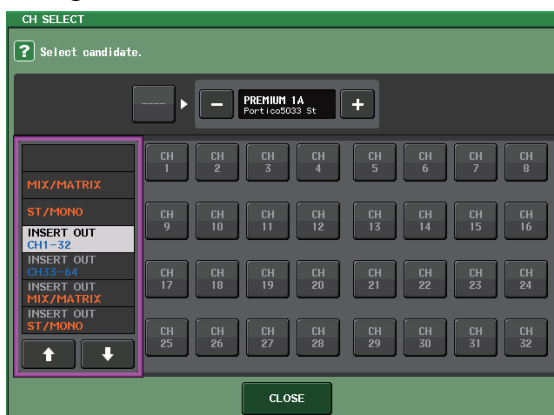 CH SELECT
? Select candidate.
---- PREMIUM 1A
Portico5033 St
MIX/MATRIX
ST/MONO
INSERT OUT
CH1-32
INSERT OUT
CH33-64
INSERT OUT
MIX/MATRIX
INSERT OUT
ST/MONO
CH 1 CH 2 CH 3 CH 4 CH 5 CH 6 CH 7 CH 8
CH 9 CH 10 CH 11 CH 12 CH 13 CH 14 CH 15 CH 16
CH 17 CH 18 CH 19 CH 20 CH 21 CH 22 CH 23 CH 24
CH 25 CH 26 CH 27 CH 28 CH 29 CH 30 CH 31 CH 32
CLOSE